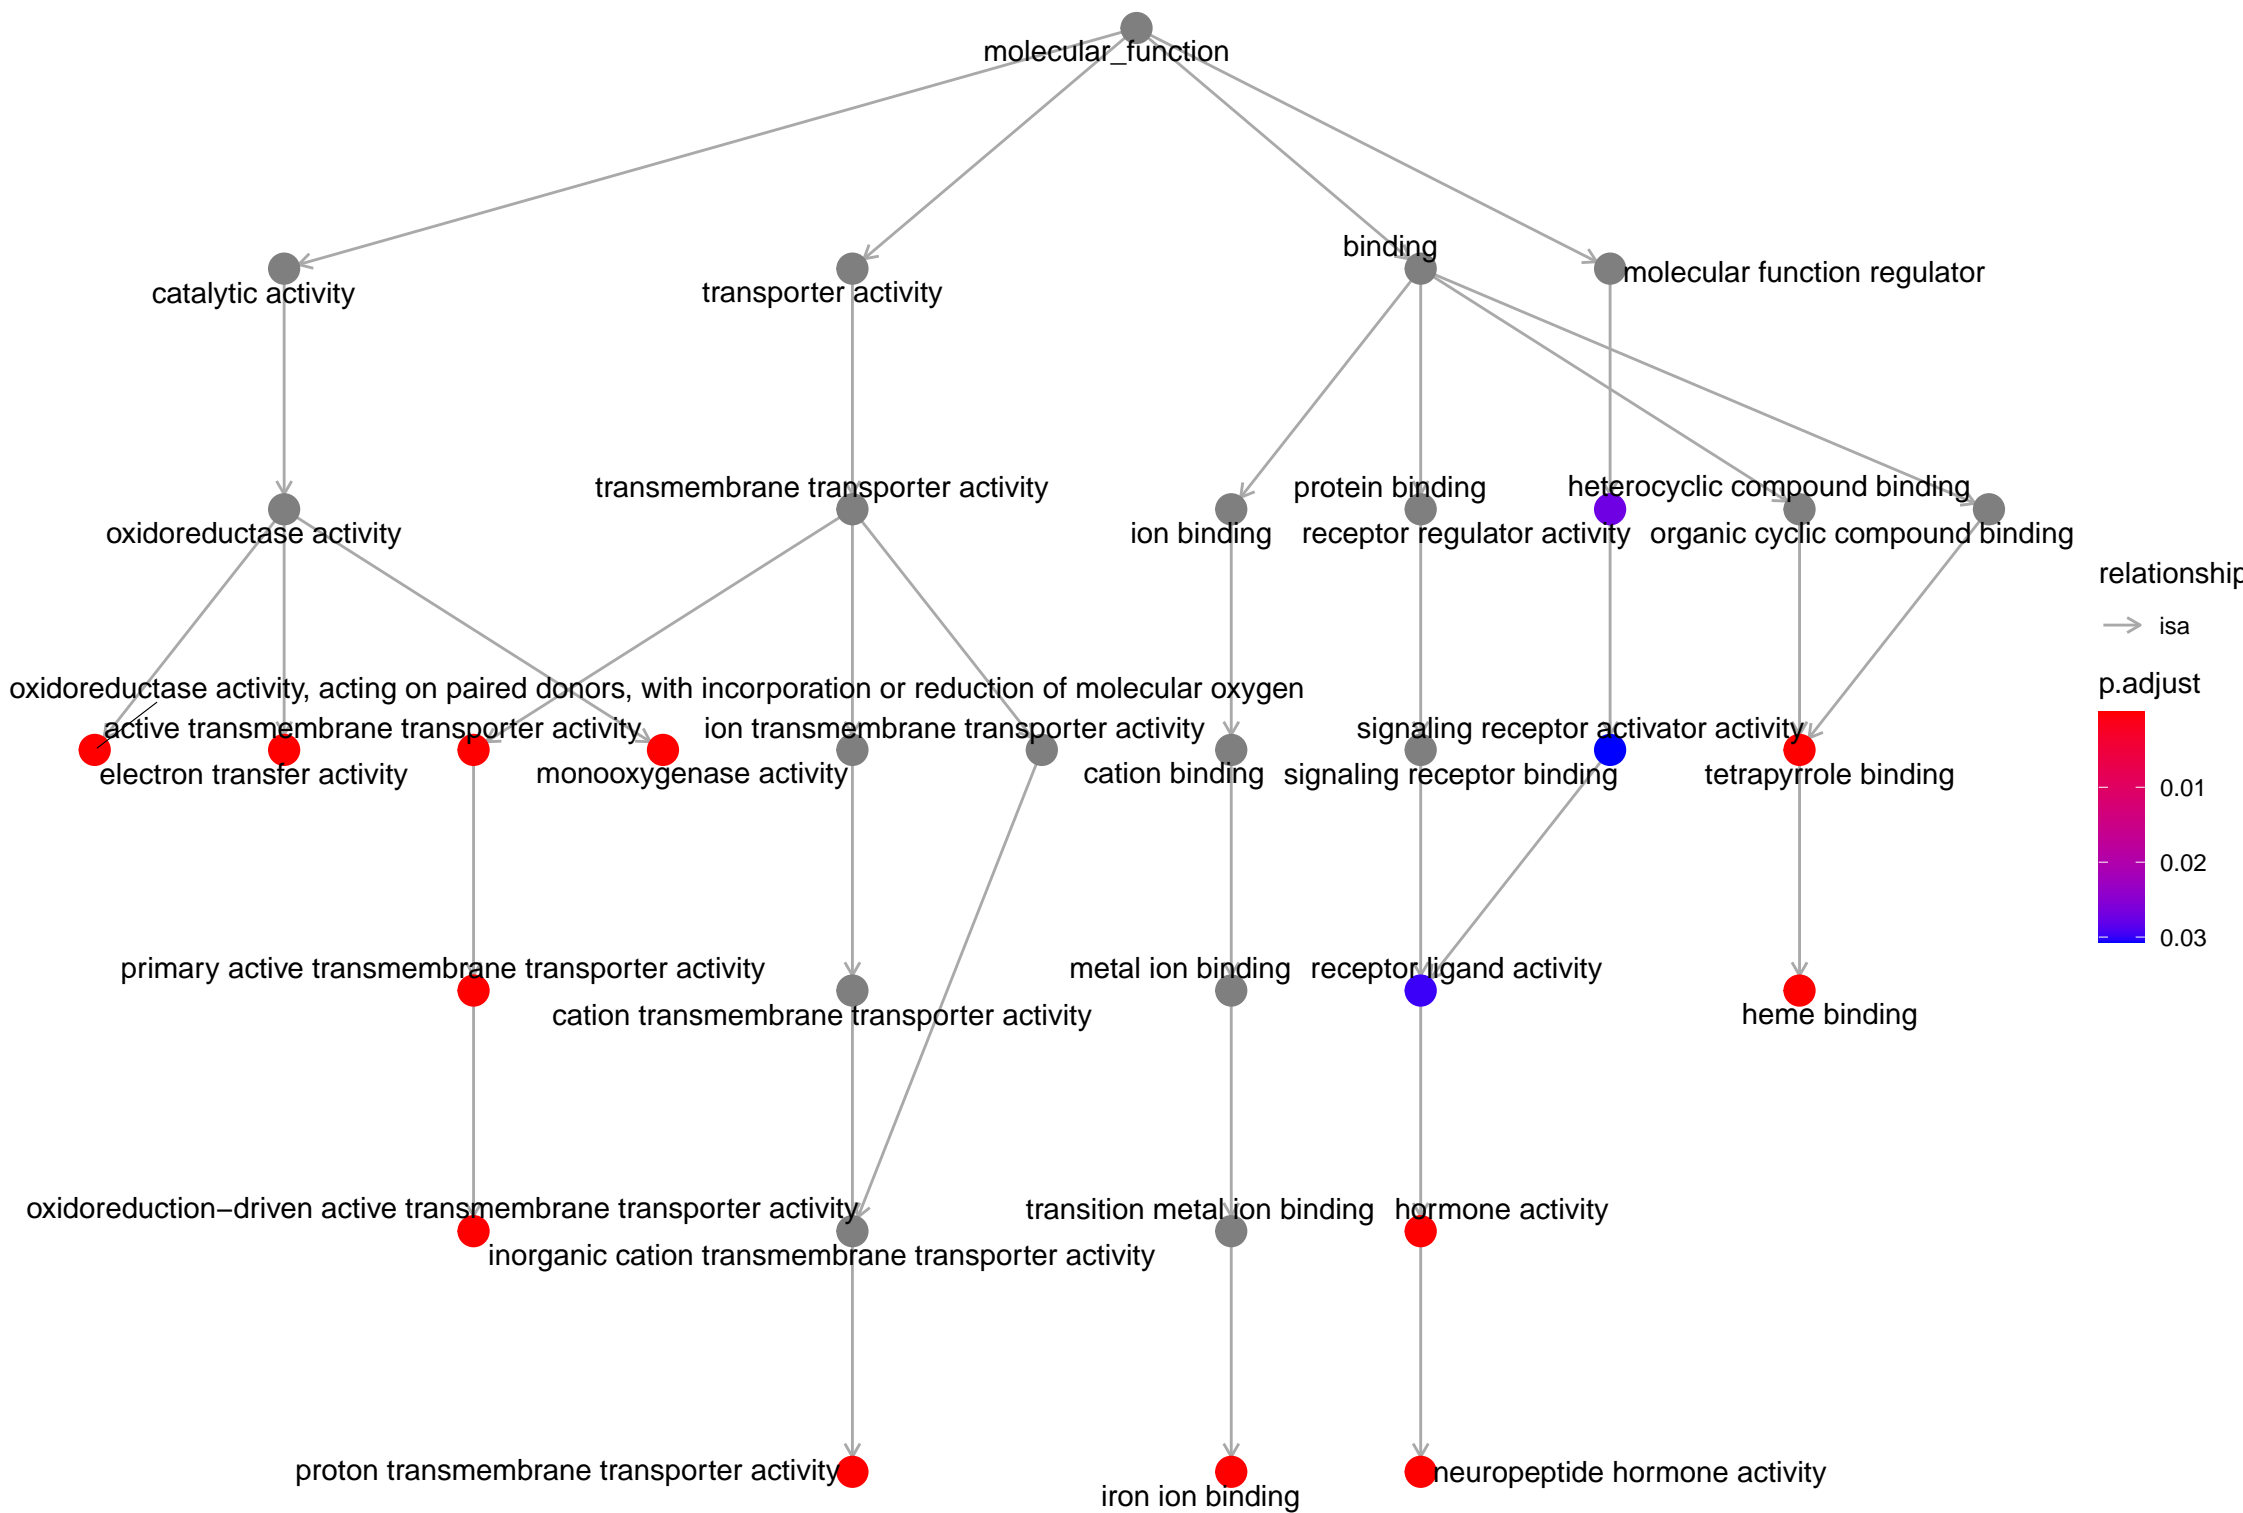 molecular_function
binding
molecular function regulator
catalytic activity
transporter activity
transmembrane transporter activity
protein binding
heterocyclic compound binding
oxidoreductase activity
ion binding
receptor regulator activity
organic cyclic compound binding
relationship
isa
p.adjust
0.01
0.02
0.03
oxidoreductase activity, acting on paired donors, with incorporation or reduction of molecular oxygen
active transmembrane transporter activity
ion transmembrane transporter activity
signaling receptor activator activity
electron transfer activity
monooxygenase activity
cation binding
signaling receptor binding
tetrapyrrole binding
primary active transmembrane transporter activity
metal ion binding
receptor ligand activity
cation transmembrane transporter activity
heme binding
oxidoreduction−driven active transmembrane transporter activity
transition metal ion binding
hormone activity
inorganic cation transmembrane transporter activity
proton transmembrane transporter activity
neuropeptide hormone activity
iron ion binding